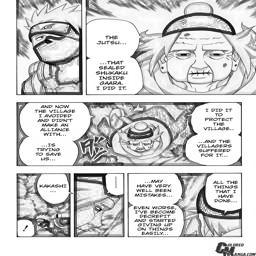 THE
JUTSU...
...THAT
SEALED
SHUKAKU
INSIDE
GAARA.
I DID IT.
AND NOW
THE VILLAGE
I AVOIDED
AND DIDN'T
MAKE AN
ALLIANCE
WITH...
...IS
TRYING
TO SAVE
US...
I DID IT
TO
PROTECT
THE
VILLAGE...
...AND THE
VILLAGERS
SUFFERED
FOR IT...
KAKASHI
...MAY
HAVE VERY
WELL BEEN
MISTAKES...
EVEN WORSE,
I'VE
BECOME
DECREPIT
AND
STARTED
GIVING UP
ON THINGS
EASILY...
ALL THE
THINGS
THAT I
HAVE
DONE...
COLORED
MANGA.COM